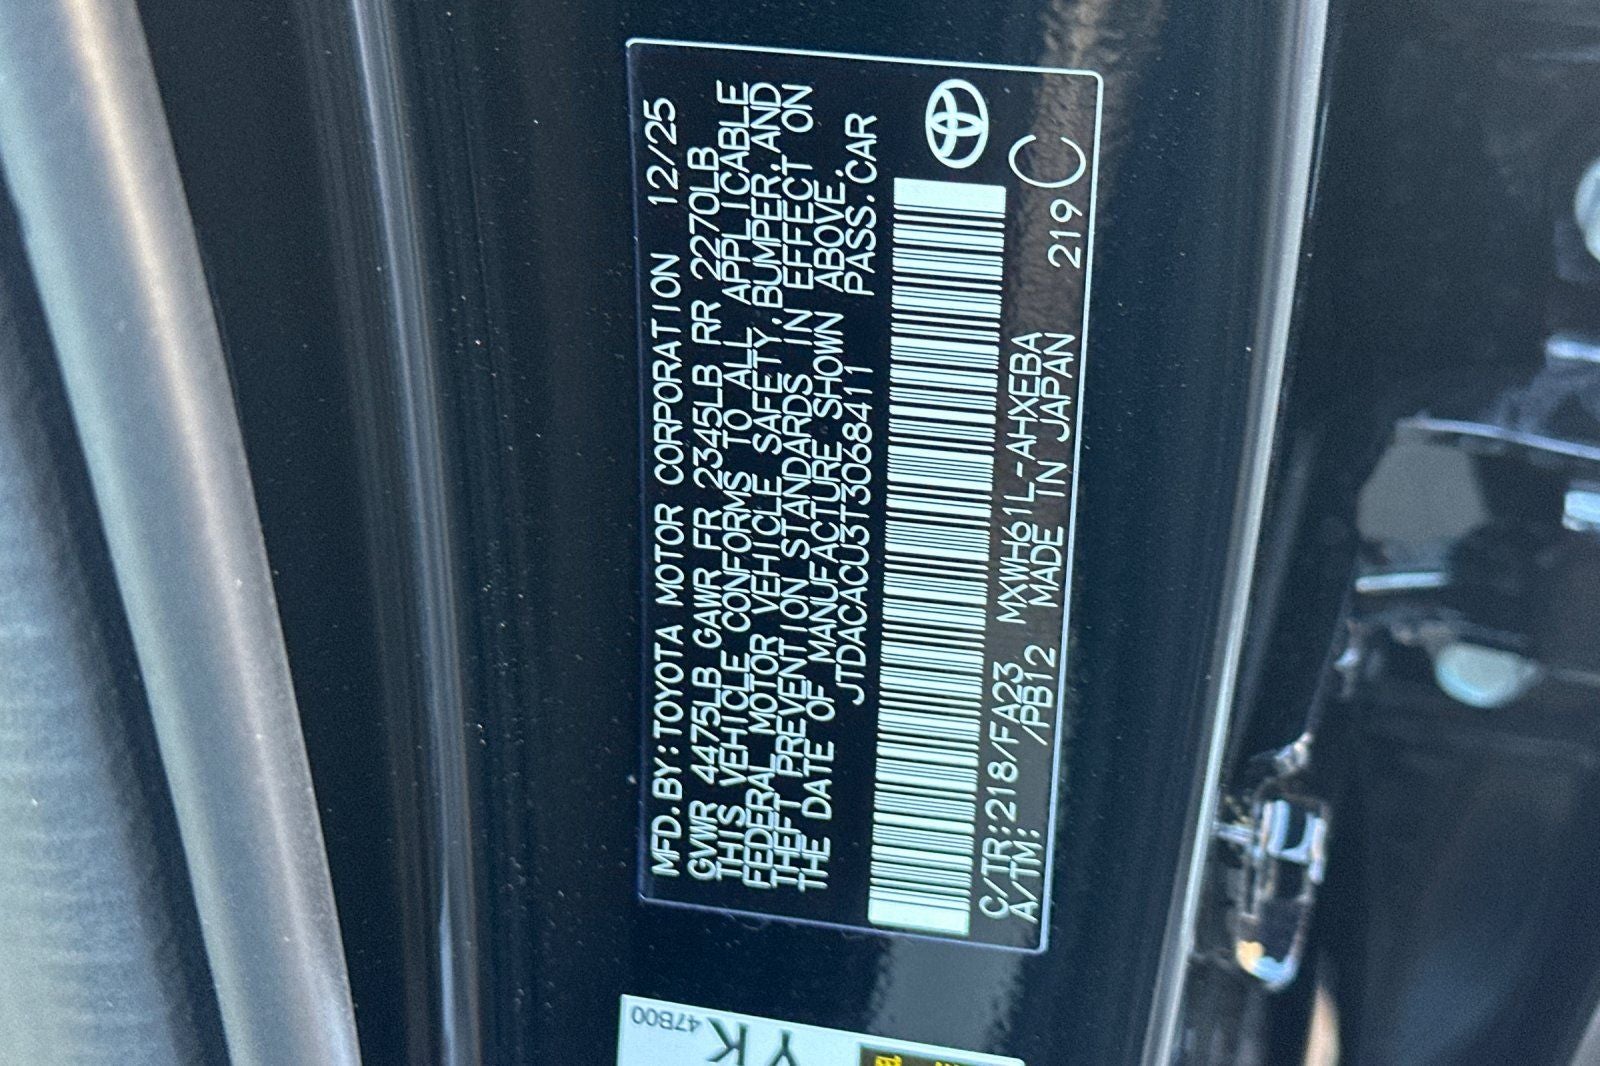 MFD.BY:TOYOTA MOTOR CORPORATION 12/25
GVWR 4475LB GAWR FR 2345LB RR 2270LB
THIS VEHICLE CONFORMS TO ALL APPLICABLE
FEDERAL MOTOR VEHICLE SAFETY,BUMPER,AND
THEFT PREVENTION STANDARDS IN EFFECT ON
THE DATE OF MANUFACTURE SHOWN ABOVE.
JTDACACU3T3068411 PASS.CAR
C/TR:218/FA23 MXWH61L-AHXEBA 219C
A/TM: /PB12 MADE IN JAPAN
47B00
YK